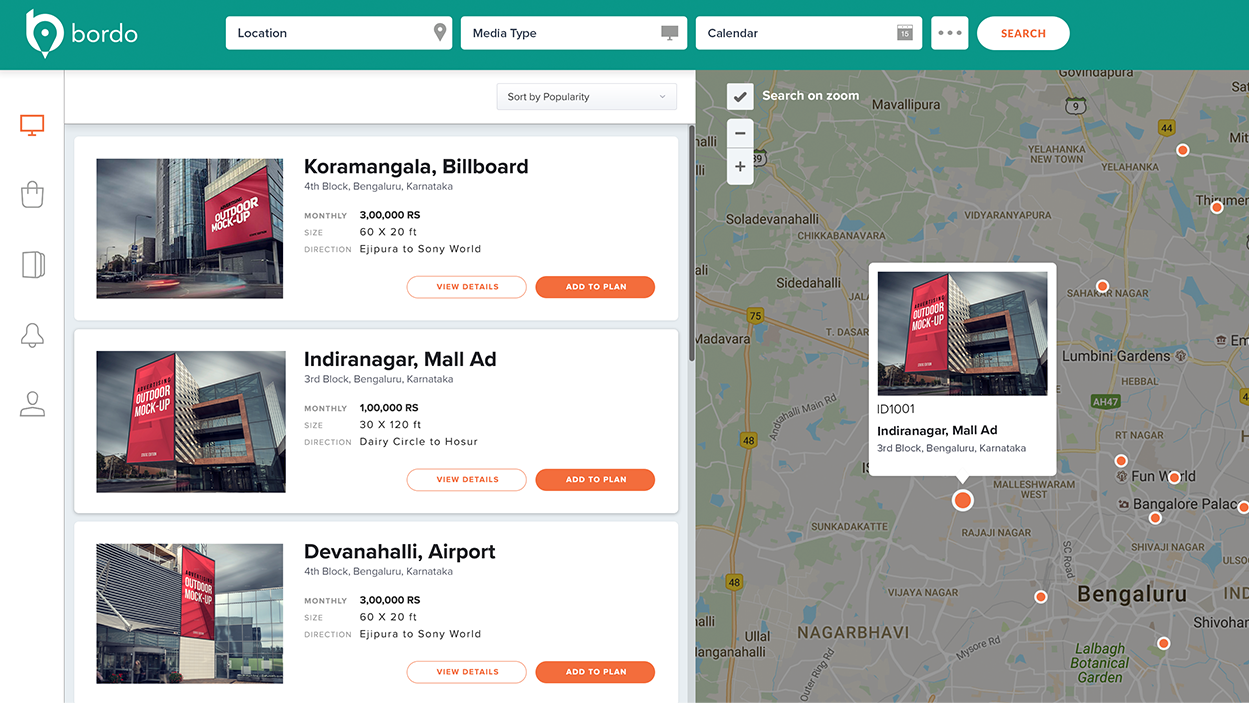 bordo
Location
Media Type
Calendar
15
SEARCH
Sort by Popularity
Koramangala, Billboard
4th Block, Bengaluru, Karnataka
MONTHLY 3,00,000 RS
SIZE 60 X 20 ft
DIRECTION Ejipura to Sony World
VIEW DETAILS
ADD TO PLAN
OUTDOOR
MOCK-UP
Indiranagar, Mall Ad
3rd Block, Bengaluru, Karnataka
MONTHLY 1,00,000 RS
SIZE 30 X 120 ft
DIRECTION Dairy Circle to Hosur
VIEW DETAILS
ADD TO PLAN
ADVERTISING
OUTDOOR
MOCK-UP
Devanahalli, Airport
4th Block, Bengaluru, Karnataka
MONTHLY 3,00,000 RS
SIZE 60 X 20 ft
DIRECTION Ejipura to Sony World
VIEW DETAILS
ADD TO PLAN
ADVERTISING
OUTDOOR
MOCK-UP
Search on zoom
Govindapura
Mavallipura
9
44
YELAHANKA
NEW TOWN
YELAHANKA
Soladevanahalli
VIDYARANYAPURA
CHIKKABANAVARA
Sidedahalli
SAHAKAR NAGAR
75
T. DASAR
Madavara
Lumbini Gardens
HEBBAL
AH47
Andrahalli Main Rd
48
RT NAGAR
ADVERTISING
OUTDOOR
MOCK-UP
ID1001
Indiranagar, Mall Ad
3rd Block, Bengaluru, Karnataka
Fun World
MALLESHWARAM
WEST
Bangalore Palac
SUNKADAKATTE
RAJAJI NAGAR
SC Road
SHIVAJI NAGAR
48
VIJAYA NAGAR
Bengaluru
NAGARBHAVI
Ullal
Mysore Rd
Outer Ring Rd
Lalbagh
Botanical
Garden